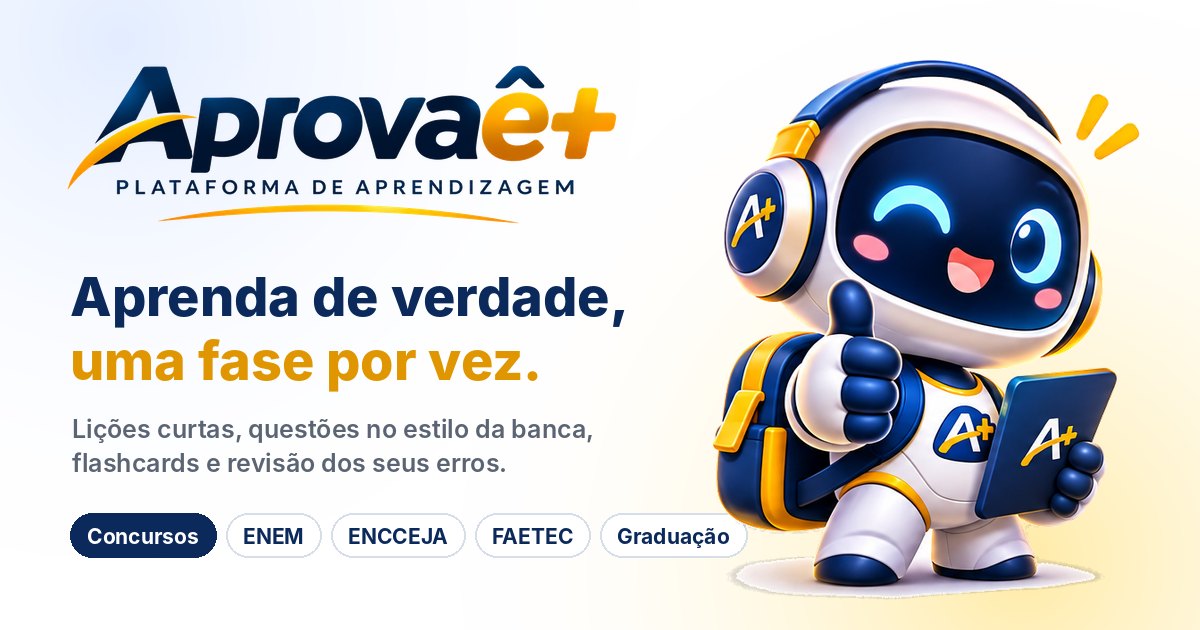 Aprovaê+
PLATAFORMA DE APRENDIZAGEM
Aprenda de verdade,
uma fase por vez.
Lições curtas, questões no estilo da banca,
flashcards e revisão dos seus erros.
Concursos ENEM ENCCEJA FAETEC Graduação
A+
A+
A+